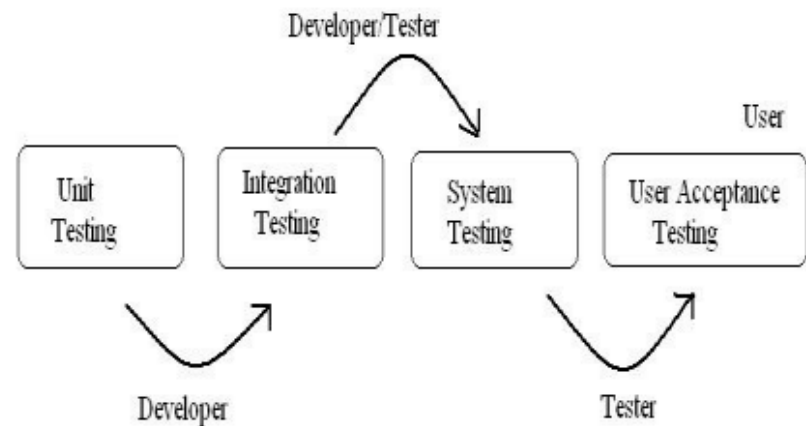 Developer/Tester
User
Unit
Testing
Integration
Testing
System
Testing
User Acceptance
Testing
Developer
Tester